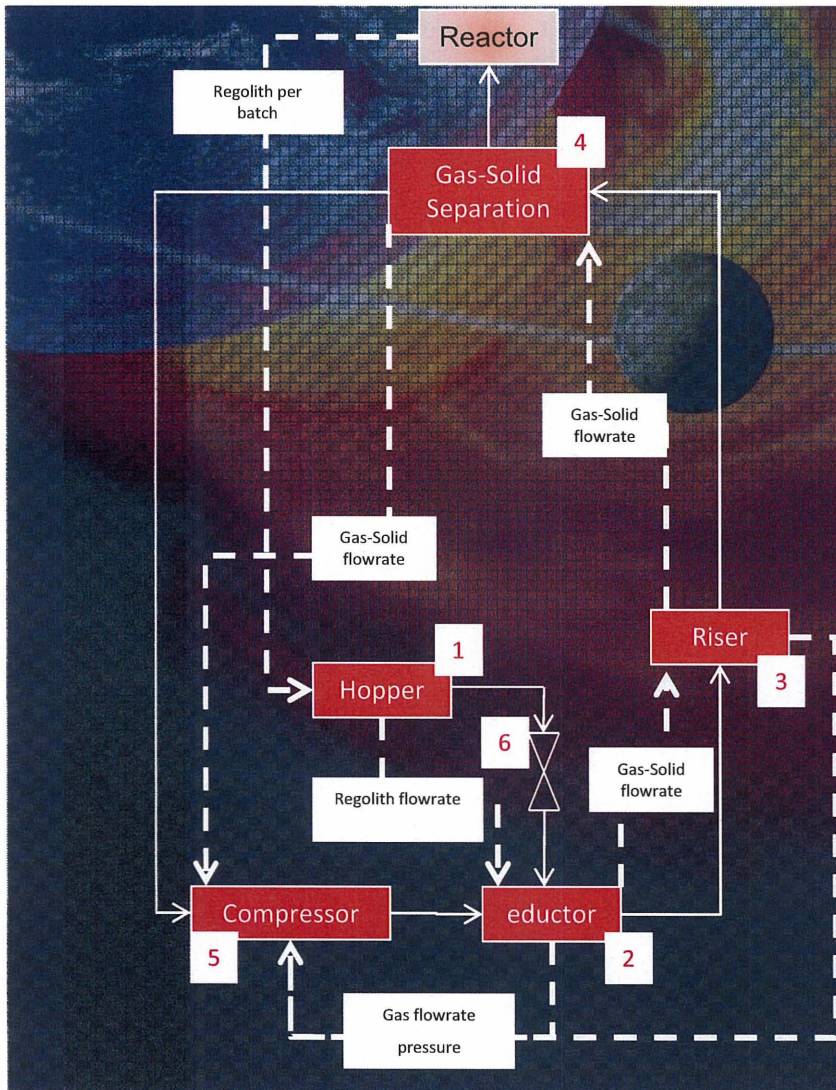 Reactor
Regolith per
batch
4
Gas-Solid
Separation
Gas-Solid
flowrate
Gas-Solid
flowrate
1
Hopper
Riser
3
6
Regolith flowrate
Gas-Solid
flowrate
Compressor
5
eductor
2
Gas flowrate
pressure